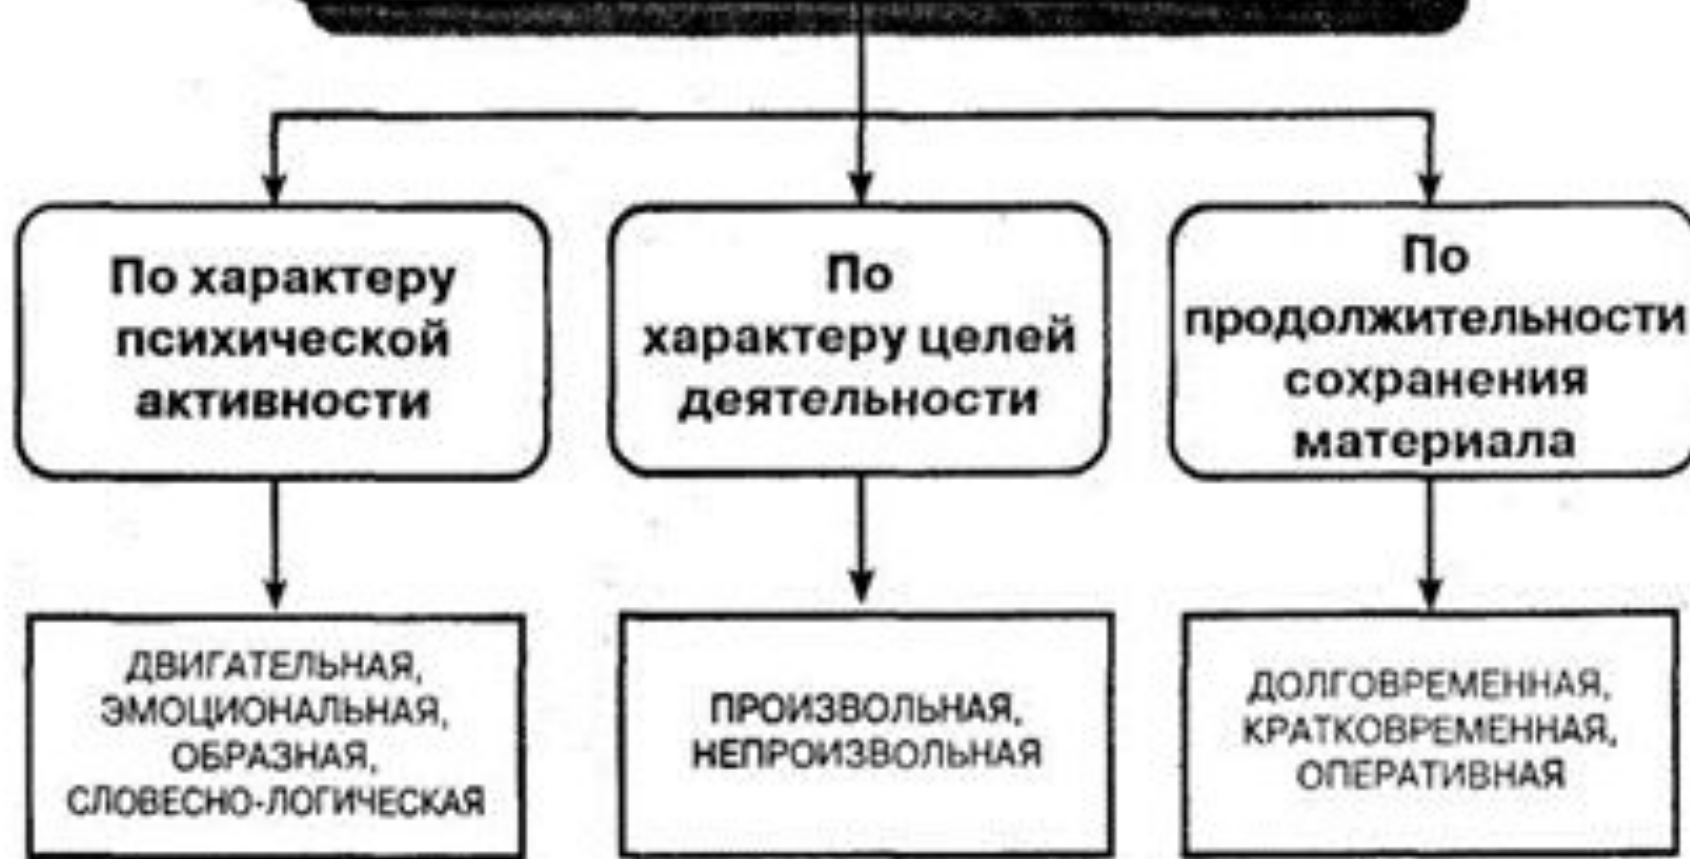 По характеру
психической
активности
По
характеру целей
деятельности
По
продолжительности
сохранения
материала
ДВИГАТЕЛЬНАЯ,
ЭМОЦИОНАЛЬНАЯ,
ОБРАЗНАЯ,
СЛОВЕСНО-ЛОГИЧЕСКАЯ
ПРОИЗВОЛЬНАЯ,
НЕПРОИЗВОЛЬНАЯ
ДОЛГОВРЕМЕННАЯ,
КРАТКОВРЕМЕННАЯ,
ОПЕРАТИВНАЯ